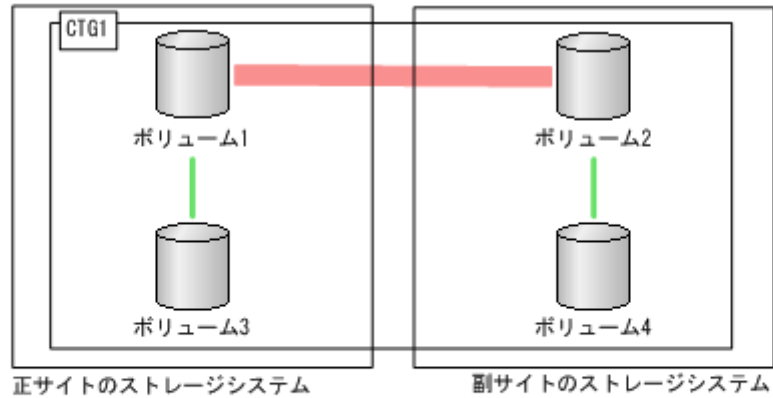 CTG1
ボリューム1
ボリューム2
ボリューム3
ボリューム4
正サイトのストレージシステム
副サイトのストレージシステム